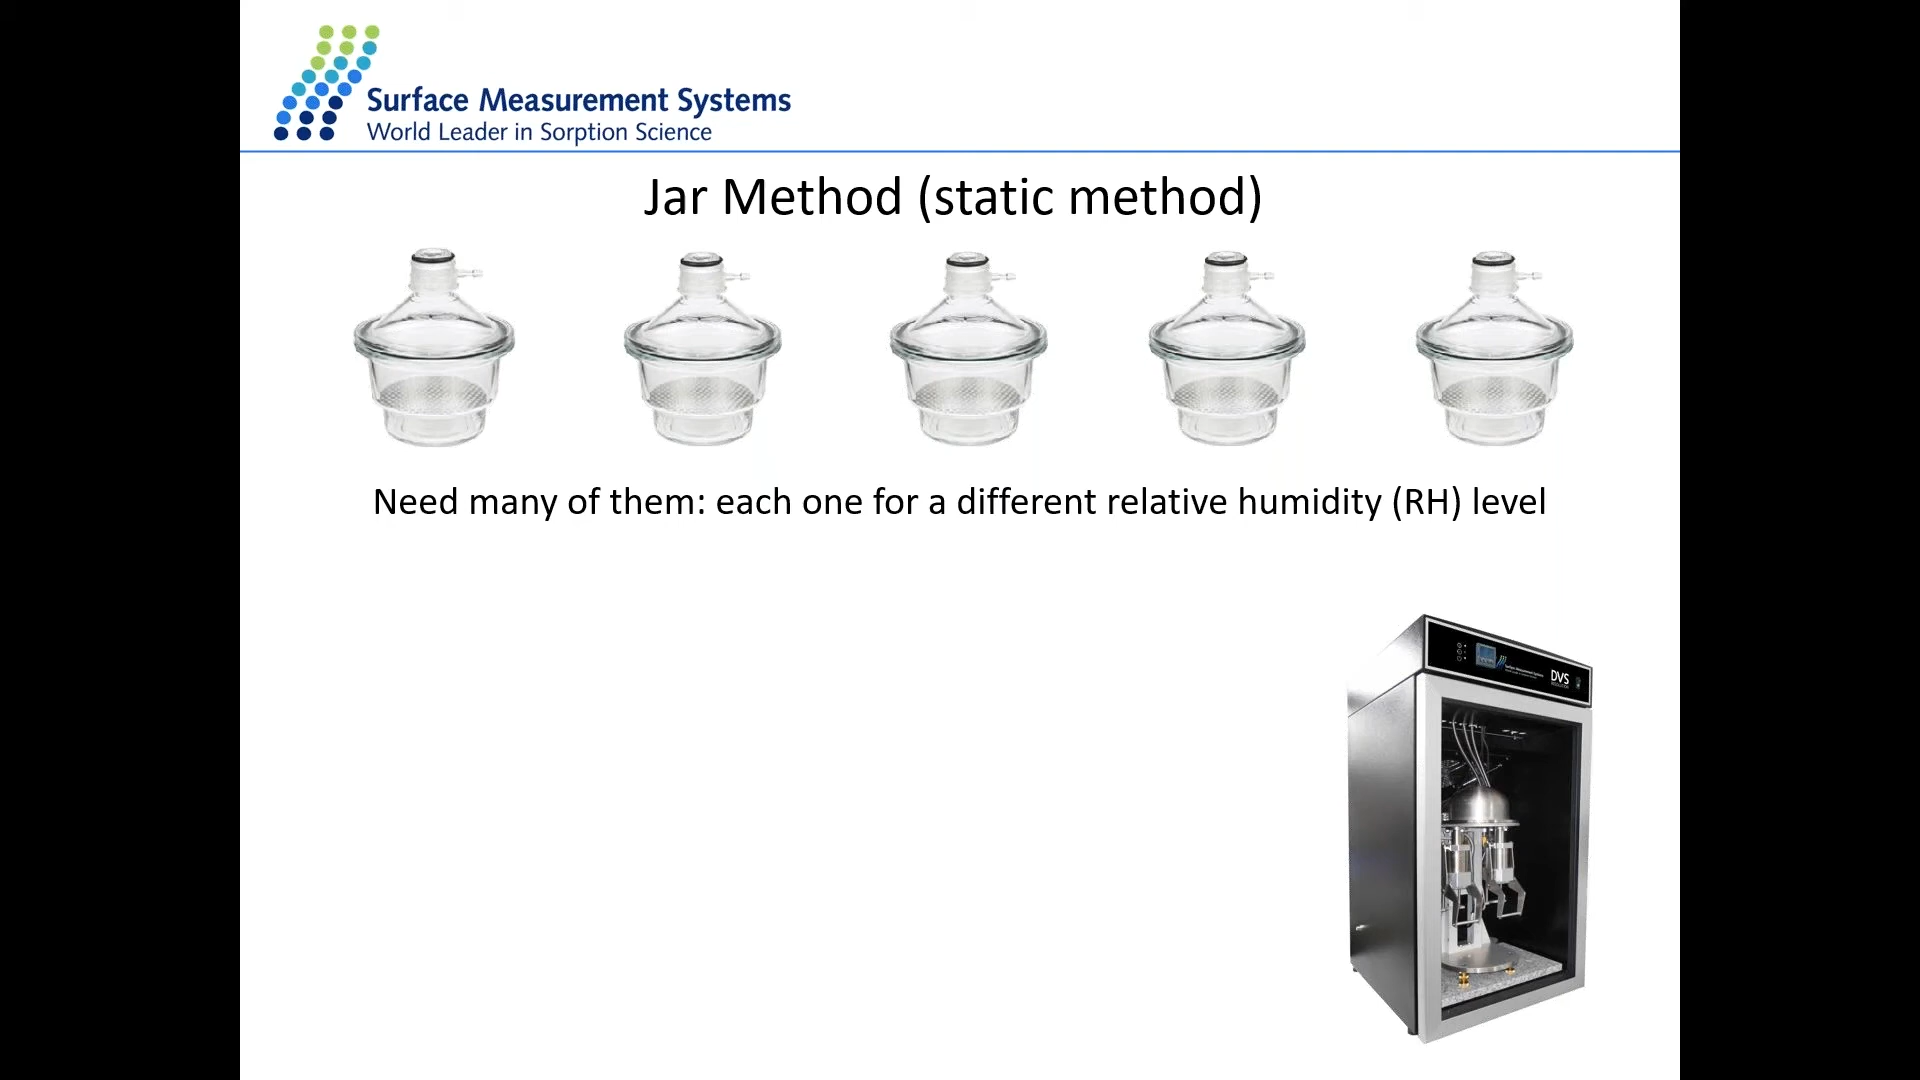 Surface Measurement Systems
World Leader in Sorption Science
Jar Method (static method)
Need many of them: each one for a different relative humidity (RH) level
DVS